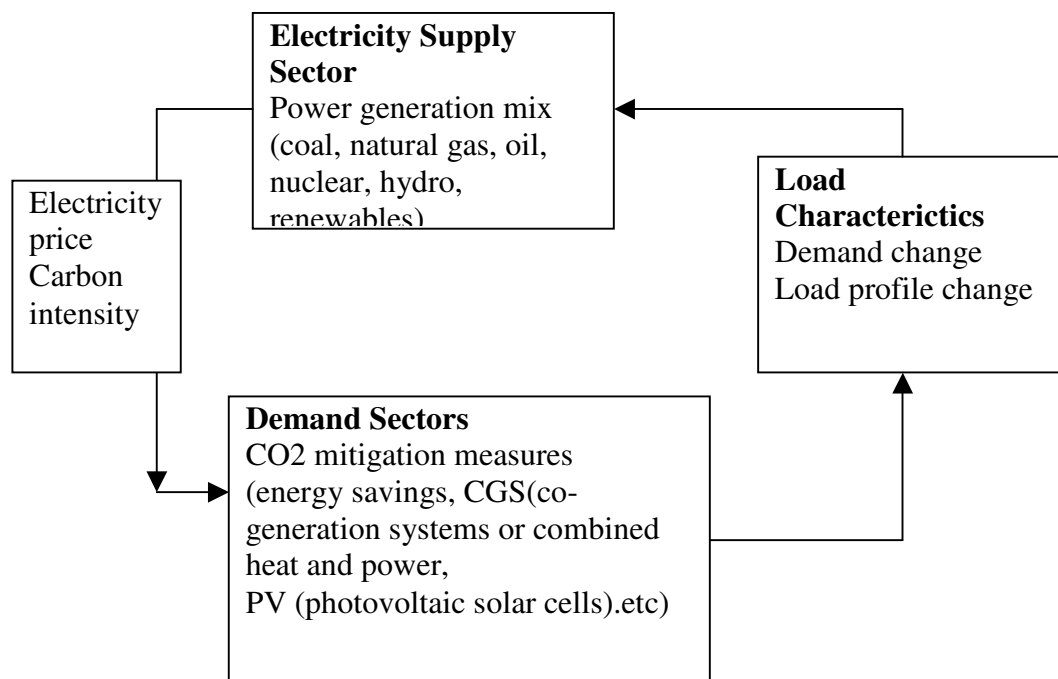 Electricity Supply
Sector
Power generation mix
(coal, natural gas, oil,
nuclear, hydro,
renewables)
Electricity
price
Carbon
intensity
Load
Characterictics
Demand change
Load profile change
Demand Sectors
CO2 mitigation measures
(energy savings, CGS(co-
generation systems or combined
heat and power,
PV (photovoltaic solar cells).etc)